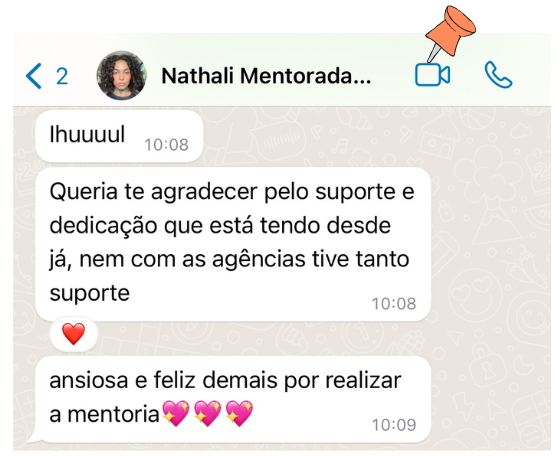 2
Nathali Mentorada...
Ihuuuul
10:08
Queria te agradecer pelo suporte e
dedicação que está tendo desde
já, nem com as agências tive tanto
suporte
10:08
ansiosa e feliz demais por realizar
a mentoria💖💖💖
10:09